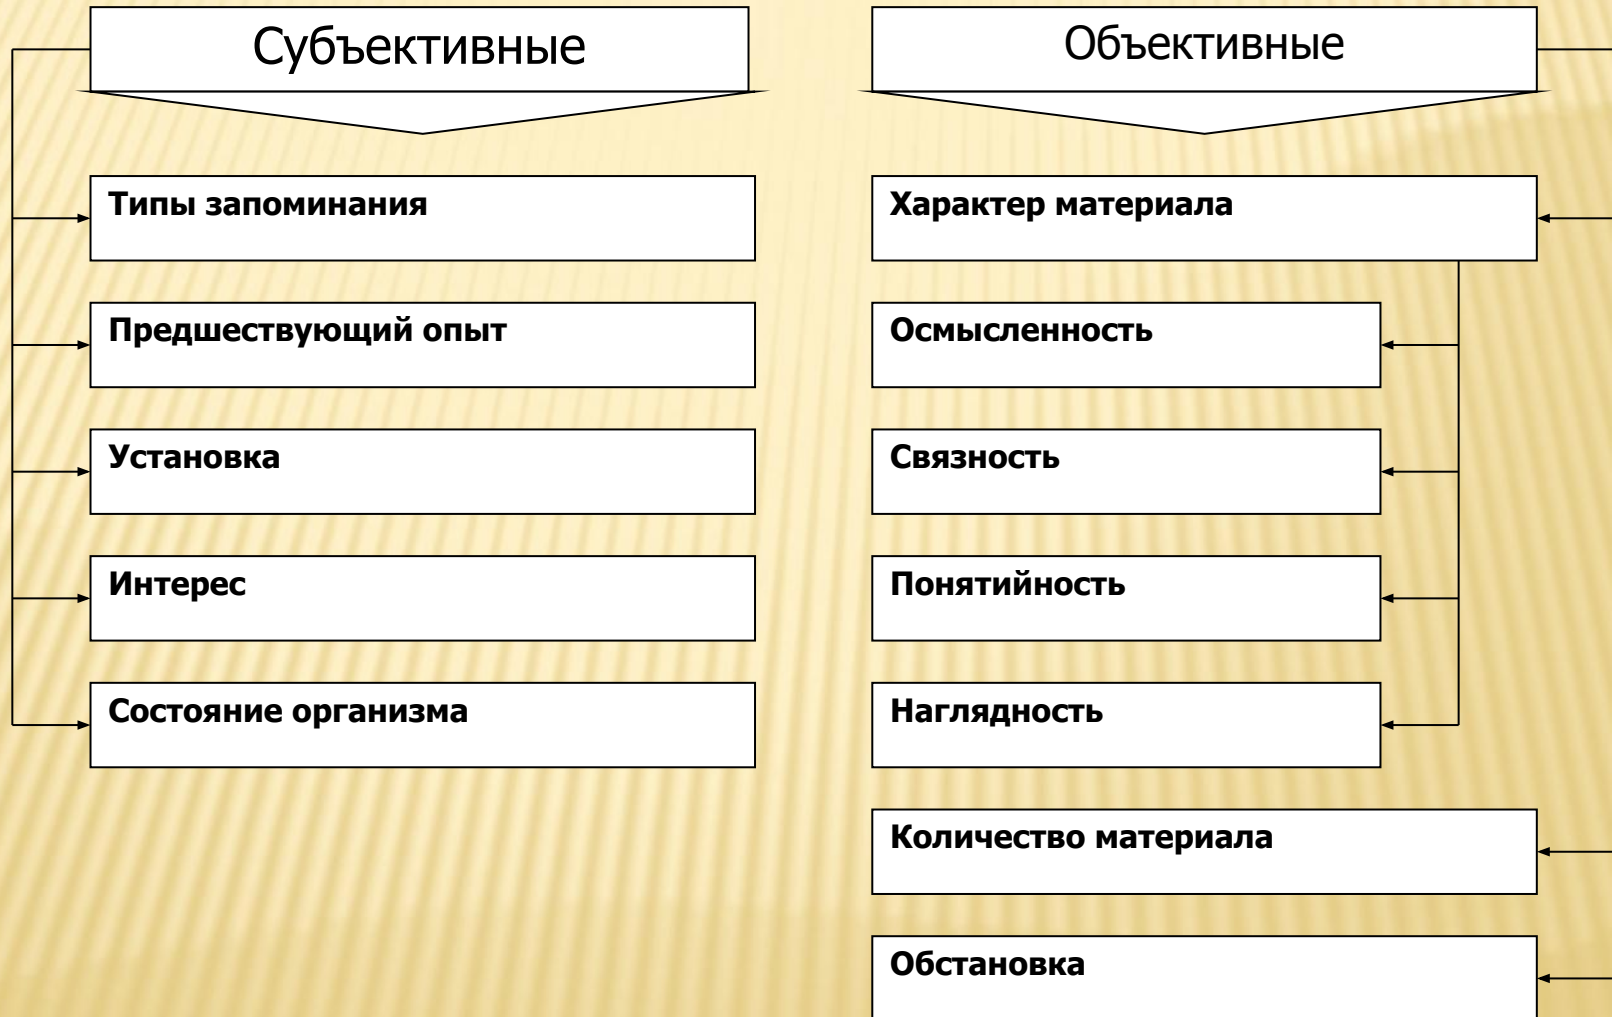 Субъективные
Типы запоминания
Предшествующий опыт
Установка
Интерес
Состояние организма
Объективные
Характер материала
Осмысленность
Связность
Понятийность
Наглядность
Количество материала
Обстановка